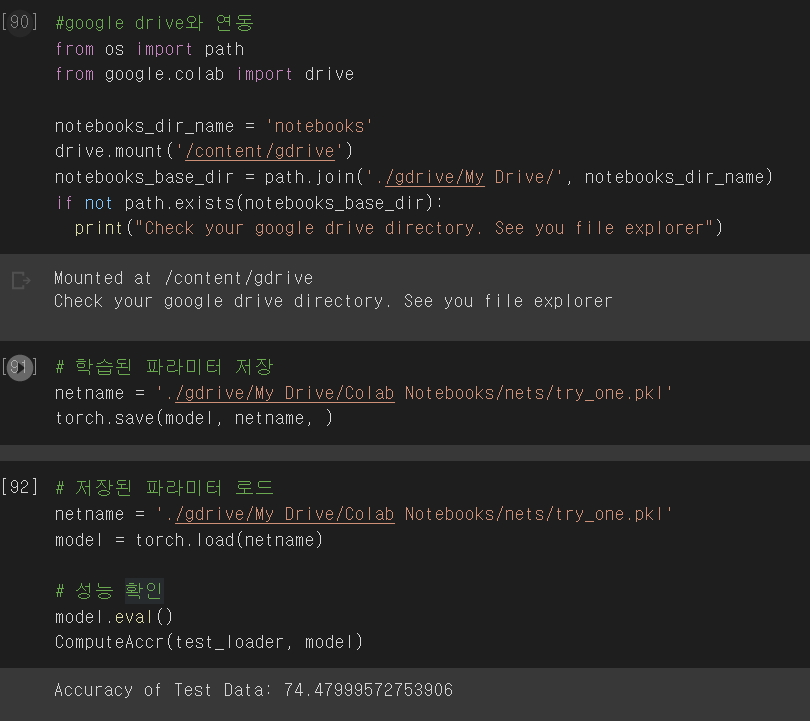 [90] #google drive와 연동
from os import path
from google.colab import drive
notebooks_dir_name = 'notebooks'
drive.mount('/content/gdrive')
notebooks_base_dir = path.join('./gdrive/My Drive/', notebooks_dir_name)
if not path.exists(notebooks_base_dir):
print("Check your google drive directory. See you file explorer")
Mounted at /content/gdrive
Check your google drive directory. See you file explorer
[91] # 학습된 파라미터 저장
netname = './gdrive/My Drive/Colab Notebooks/nets/try_one.pkl'
torch.save(model, netname, )
[92] # 저장된 파라미터 로드
netname = './gdrive/My Drive/Colab Notebooks/nets/try_one.pkl'
model = torch.load(netname)
# 성능 확인
model.eval()
ComputeAccr(test_loader, model)
Accuracy of Test Data: 74.47999572753906